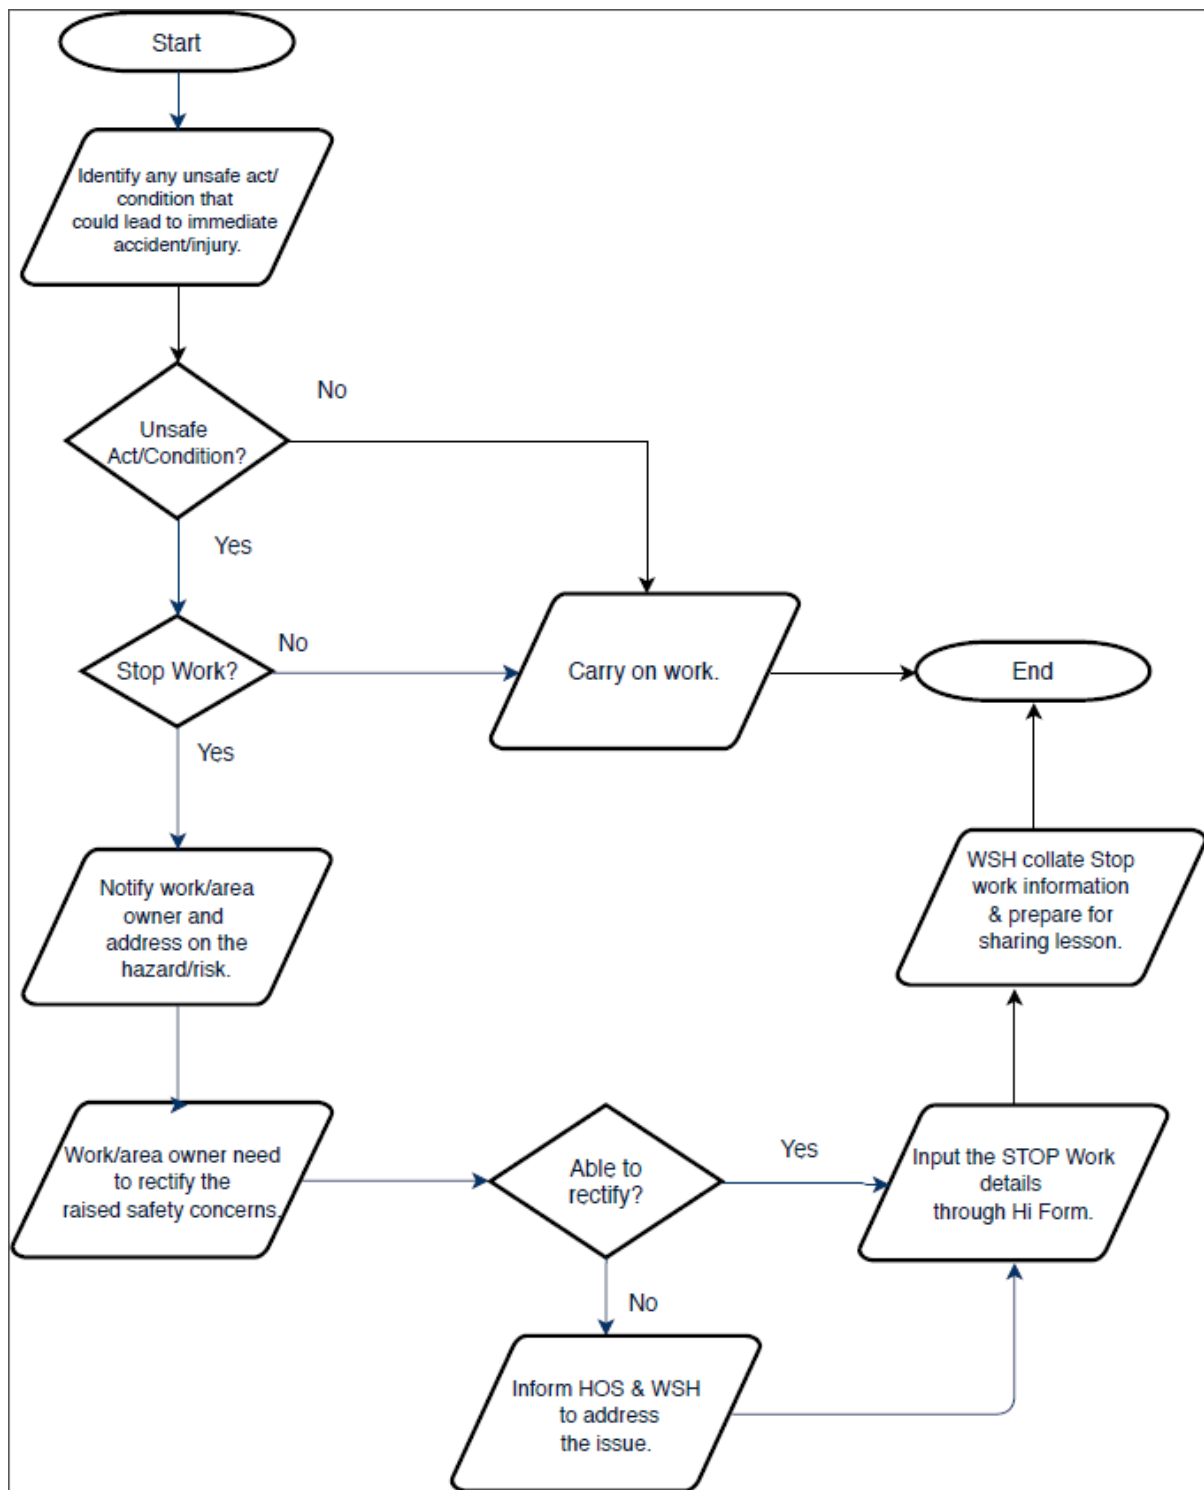 Start
Identify any unsafe act/
condition that
could lead to immediate
accident/injury.
No
Unsafe
Act/Condition?
Yes
No
Stop Work?
Carry on work.
End
Yes
Notify work/area
owner and
address on the
hazard/risk.
WSH collate Stop
work information
& prepare for
sharing lesson.
Work/area owner need
to rectify the
raised safety concerns.
Able to
rectify?
Yes
Input the STOP Work
details
through Hi Form.
No
Inform HOS & WSH
to address
the issue.